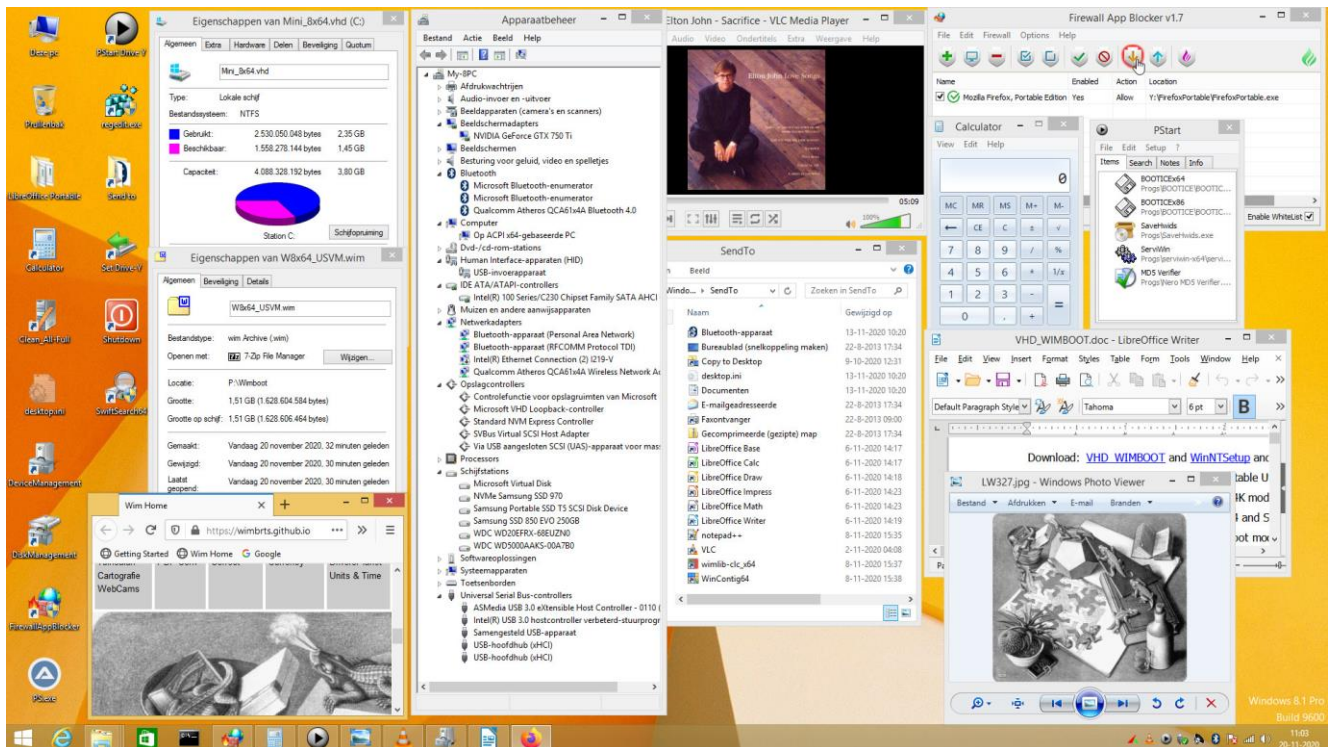 Deze pc
PStart Drive-Y
Prullenbak
regedit.exe
LibreOffice Portable
Send to
Calculator
Set Drive-Y
Clean_All-Full
Shutdown
desktop.ini
SwiftSearch64
DeviceManagement
DiskManagement
FirewallAppBlocker
PS.exe
Eigenschappen van Mini_8x64.vhd (C:)
Algemeen Extra Hardware Delen Beveiliging Quotum
Mini_8x64.vhd
Type: Lokale schijf
Bestandssysteem: NTFS
Gebruikt: 2.530.050.048 bytes 2,35 GB
Beschikbaar: 1.558.278.144 bytes 1,45 GB
Capaciteit: 4.088.328.192 bytes 3,80 GB
Station C: Schijfopruiming
Eigenschappen van W8x64_USVM.wim
Algemeen Beveiliging Details
W8x64_USVM.wim
Bestandstype: wim Archive (.wim)
Openen met: 7-Zip File Manager Wijzigen...
Locatie: P:\Wimboot
Grootte: 1,51 GB (1.628.604.584 bytes)
Grootte op schijf: 1,51 GB (1.628.606.464 bytes)
Gemaakt: Vandaag 20 november 2020, 32 minuten geleden
Gewijzigd: Vandaag 20 november 2020, 30 minuten geleden
Laatst geopend: Vandaag 20 november 2020, 30 minuten geleden
Wim Home
https://wimbrts.github.io
Getting Started Wim Home Google
Cartografie Units & Time
WebCams
Apparaatbeheer
Bestand Actie Beeld Help
My-8PC
Afdrukwachtrijen
Audio-invoer en -uitvoer
Beeldapparaten (camera's en scanners)
Beeldschermadapters
NVIDIA GeForce GTX 750 Ti
Beeldschermen
Besturing voor geluid, video en spelletjes
Bluetooth
Microsoft Bluetooth-enumerator
Microsoft Bluetooth-enumerator
Qualcomm Atheros QCA61x4A Bluetooth 4.0
Computer
Op ACPI x64-gebaseerde PC
Dvd-/cd-rom-stations
Human Interface-apparaten (HID)
USB-invoerapparaat
IDE ATA/ATAPI-controllers
Intel(R) 100 Series/C230 Chipset Family SATA AHCI
Muizen en andere aanwijsapparaten
Netwerkadapters
Bluetooth-apparaat (Personal Area Network)
Bluetooth-apparaat (RFCOMM Protocol TDI)
Intel(R) Ethernet Connection (2) I219-V
Qualcomm Atheros QCA61x4A Wireless Network Ac
Opslagcontrollers
Controlefunctie voor opslagruimten van Microsoft
Microsoft VHD Loopback-controller
Standard NVM Express Controller
SVBus Virtual SCSI Host Adapter
Via USB aangesloten SCSI (UAS)-apparaat voor mass
Processors
Schijfstations
Microsoft Virtual Disk
NVMe Samsung SSD 970
Samsung Portable SSD T5 SCSI Disk Device
Samsung SSD 850 EVO 250GB
WDC WD20EFRX-68EUZN0
WDC WD5000AAKS-00A7B0
Softwareoplossingen
Systeemapparaten
Toetsenborden
Universal Serial Bus-controllers
ASMedia USB 3.0 eXtensible Host Controller - 0110 (
Intel(R) USB 3.0 hostcontroller verbeterd-stuurprogr
Samengesteld USB-apparaat
USB-hoofdhub (xHCI)
USB-hoofdhub (xHCI)
Elton John - Sacrifice - VLC Media Player
Audio Video Ondertitels Extra Weergave Help
Elton John Love Songs
05:09
100%
SendTo
Beeld
Windo... SendTo Zoeken in SendTo
Naam Gewijzigd op
Bluetooth-apparaat 13-11-2020 10:20
Bureaublad (snelkoppeling maken) 22-8-2013 17:34
Copy to Desktop 9-10-2020 12:31
desktop.ini 13-11-2020 10:20
Documenten 13-11-2020 10:20
E-mailgeadresseerde 22-8-2013 17:34
Faxontvanger 22-8-2013 09:00
Gecomprimeerde (gezipte) map 22-8-2013 17:34
LibreOffice Base 6-11-2020 14:17
LibreOffice Calc 6-11-2020 14:17
LibreOffice Draw 6-11-2020 14:18
LibreOffice Impress 6-11-2020 14:23
LibreOffice Math 6-11-2020 14:23
LibreOffice Writer 6-11-2020 14:19
notepad++ 8-11-2020 15:35
VLC 2-11-2020 04:08
wimlib-clc_x64 8-11-2020 15:37
WinContig64 8-11-2020 15:38
Firewall App Blocker v1.7
File Edit Firewall Options Help
Name Enabled Action Location
Mozilla Firefox, Portable Edition Yes Allow Y:\FirefoxPortable\FirefoxPortable.exe
Enable WhiteList
Calculator
View Edit Help
0
MC MR MS M+ M-
← CE C ± √
7 8 9 / %
4 5 6 * 1/x
1 2 3 - =
0 . +
PStart
File Edit Setup ?
Items Search Notes Info
BOOTICEx64
Progs\BOOTICE\BOOTIC...
BOOTICEx86
Progs\BOOTICE\BOOTIC...
SaveHwids
Progs\SaveHwids.exe
ServiWin
Progs\serviwin-x64\servi...
MD5 Verifier
Progs\Nero MD5 Verifier....
VHD_WIMBOOT.doc - LibreOffice Writer
File Edit View Insert Format Styles Table Form Tools Window Help
Default Paragraph Style Tahoma 6 pt B
Download: VHD_WIMBOOT and WinNTSetup and
table U
4K mod
and S
LW327.jpg - Windows Photo Viewer
Bestand Afdrukken E-mail Branden
Windows 8.1 Pro
Build 9600
11:03
20-11-2020